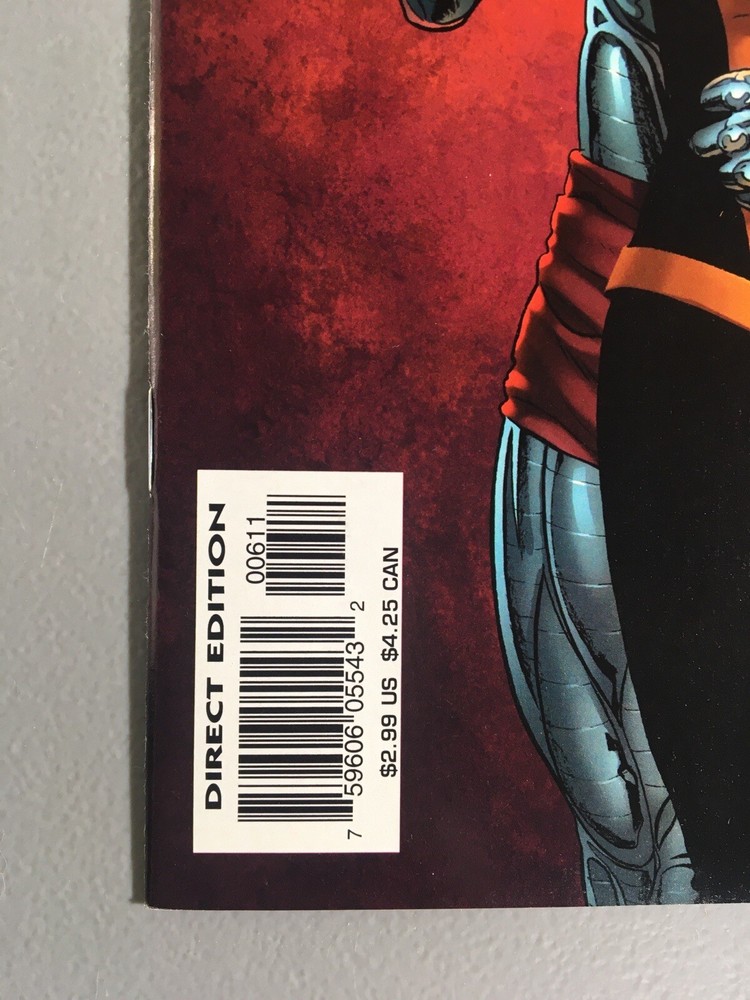 DIRECT EDITION
00611
7 59606 05543 2
$2.99 US $4.25 CAN